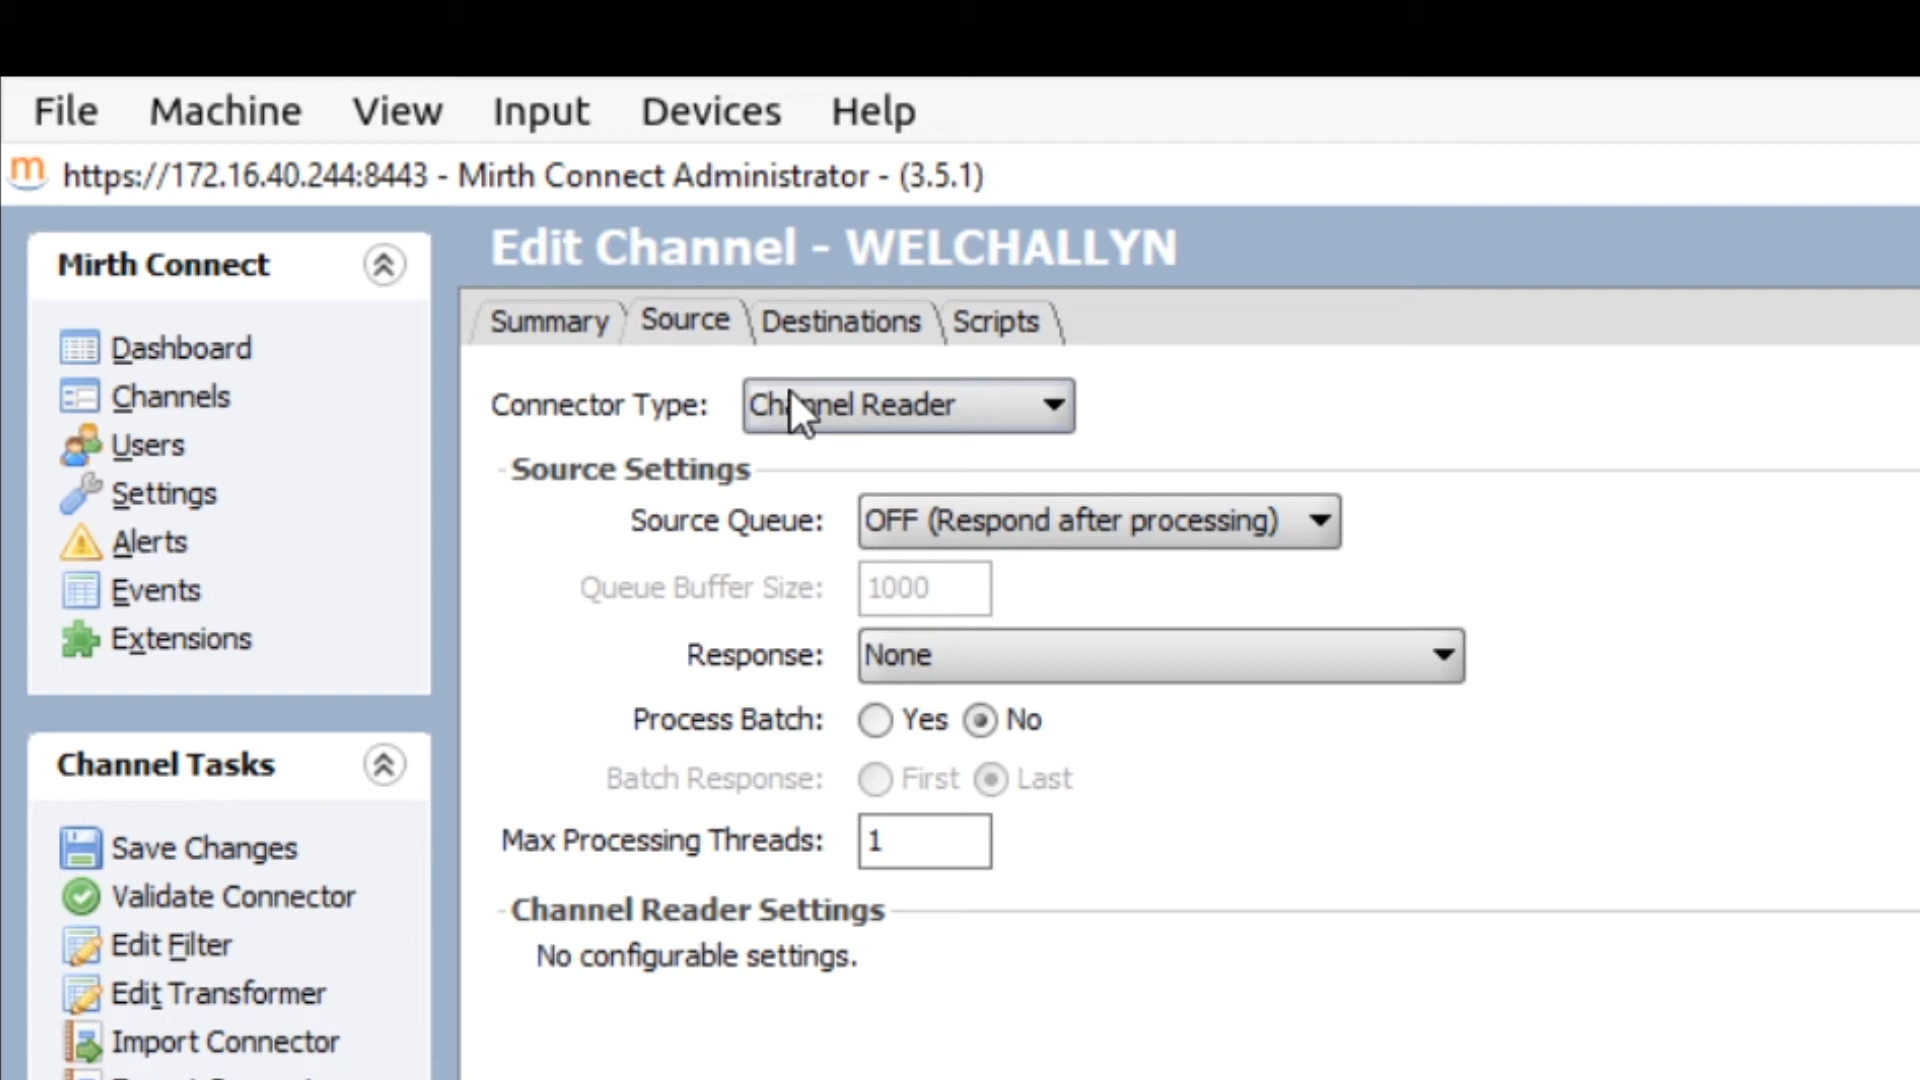 File Machine View Input Devices Help
https://172.16.40.244:8443 - Mirth Connect Administrator - (3.5.1)
Mirth Connect
Dashboard
Channels
Users
Settings
Alerts
Events
Extensions
Channel Tasks
Save Changes
Validate Connector
Edit Filter
Edit Transformer
Import Connector
Edit Channel - WELCHALLYN
Summary Source Destinations Scripts
Connector Type: Channel Reader
Source Settings
Source Queue: OFF (Respond after processing)
Queue Buffer Size: 1000
Response: None
Process Batch: Yes No
Batch Response: First Last
Max Processing Threads: 1
Channel Reader Settings
No configurable settings.